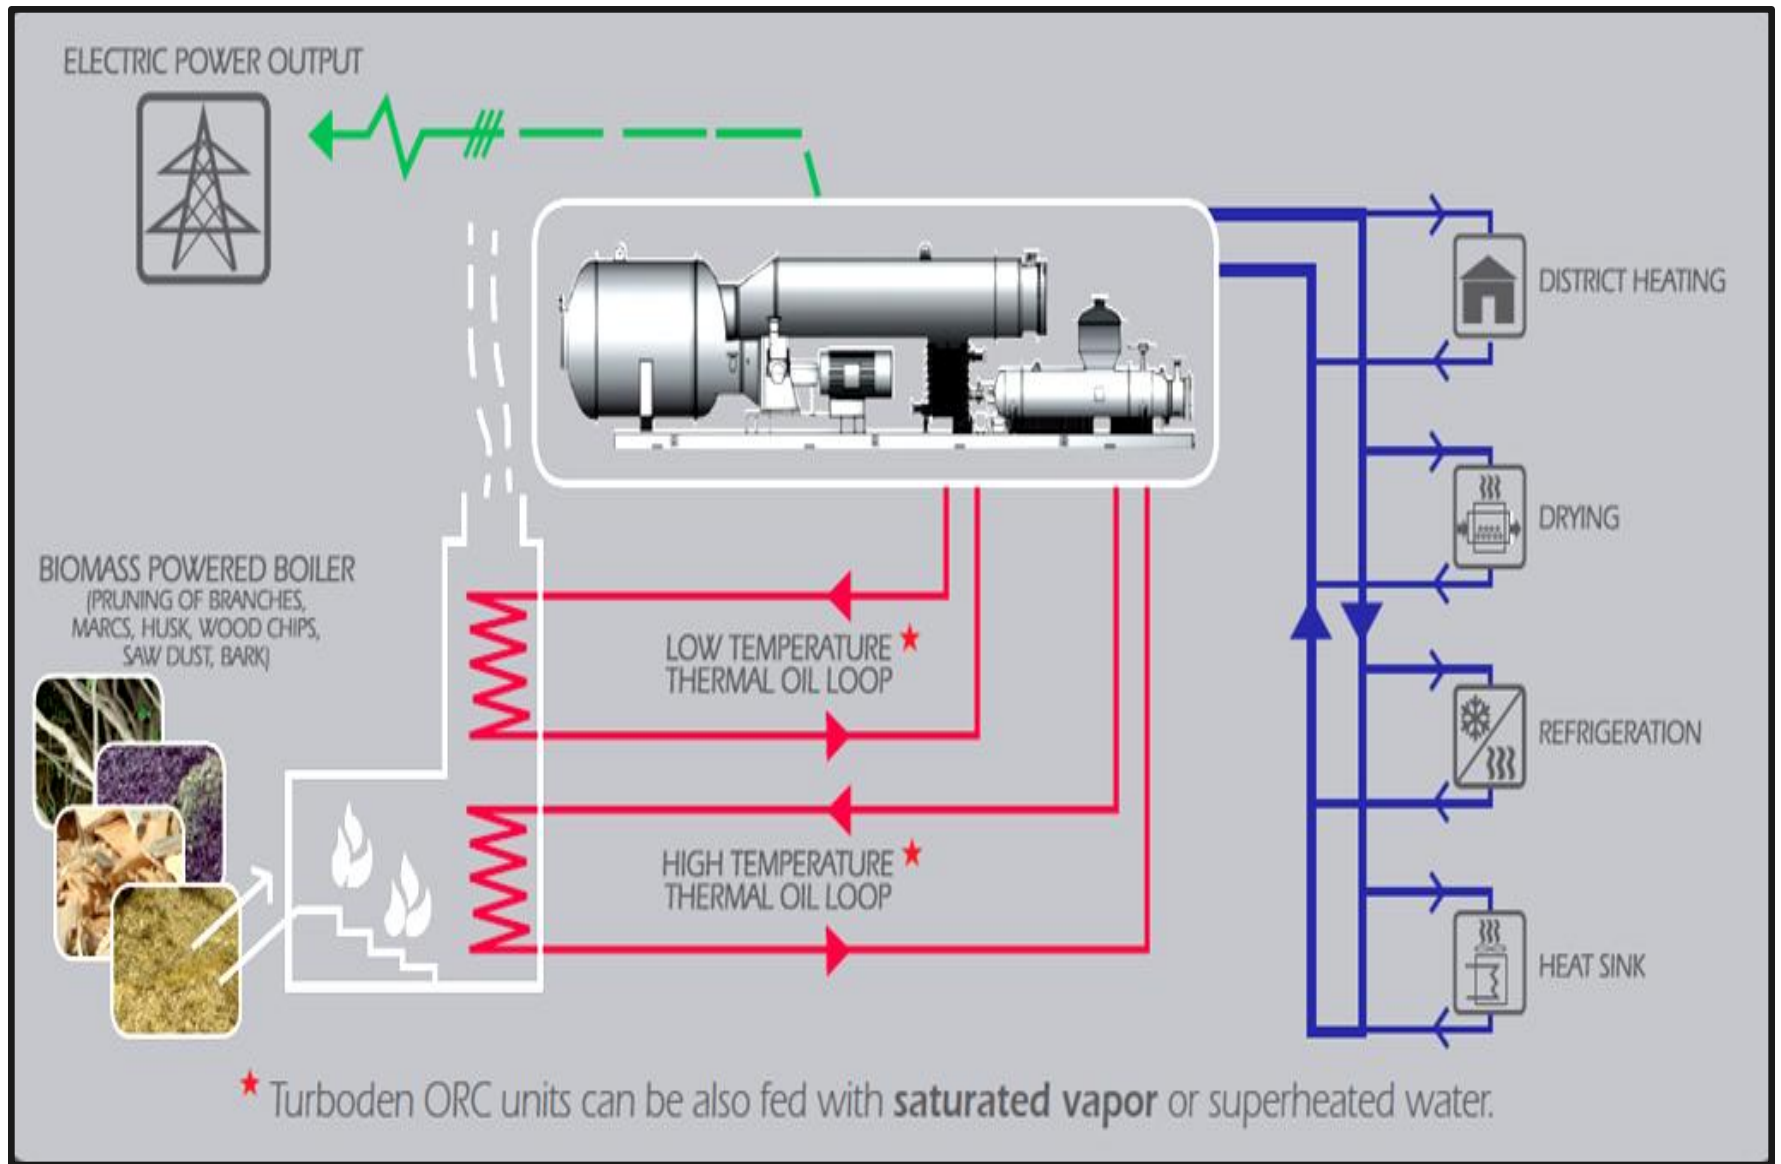 ELECTRIC POWER OUTPUT
DISTRICT HEATING
DRYING
BIOMASS POWERED BOILER
(PRUNING OF BRANCHES,
MARCS, HUSK, WOOD CHIPS,
SAW DUST, BARK)
LOW TEMPERATURE ★
THERMAL OIL LOOP
REFRIGERATION
HIGH TEMPERATURE ★
THERMAL OIL LOOP
HEAT SINK
★ Turboden ORC units can be also fed with saturated vapor or superheated water.